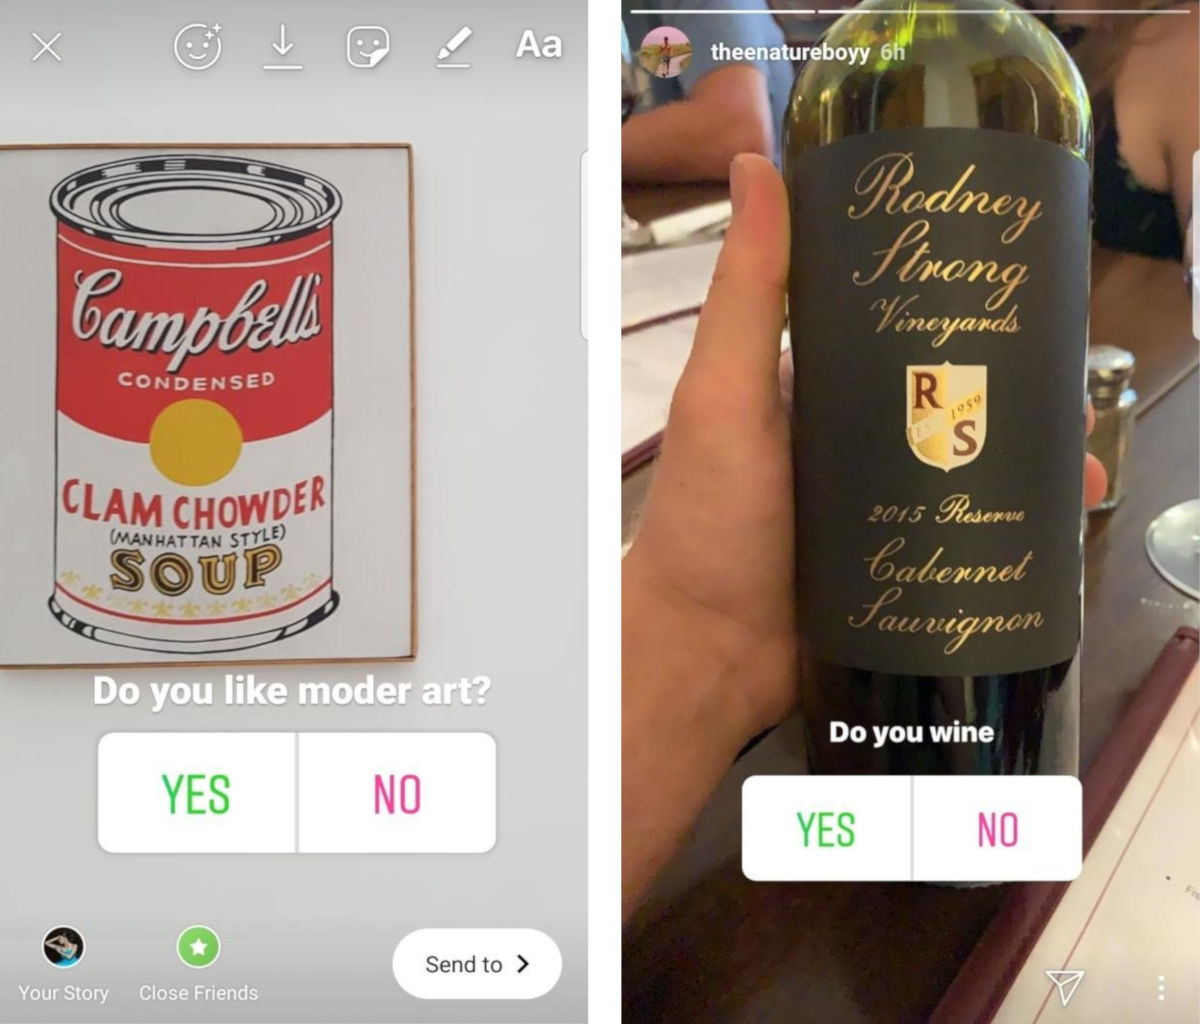 Aa
Campbell's
CONDENSED
CLAM CHOWDER
(MANHATTAN STYLE)
SOUP
Do you like moder art?
YES NO
Your Story
Close Friends
Send to
theenatureboyy 6h
Rodney
Strong
Vineyards
R
1959
S
2015 Reserve
Cabernet
Sauvignon
Do you wine
YES NO